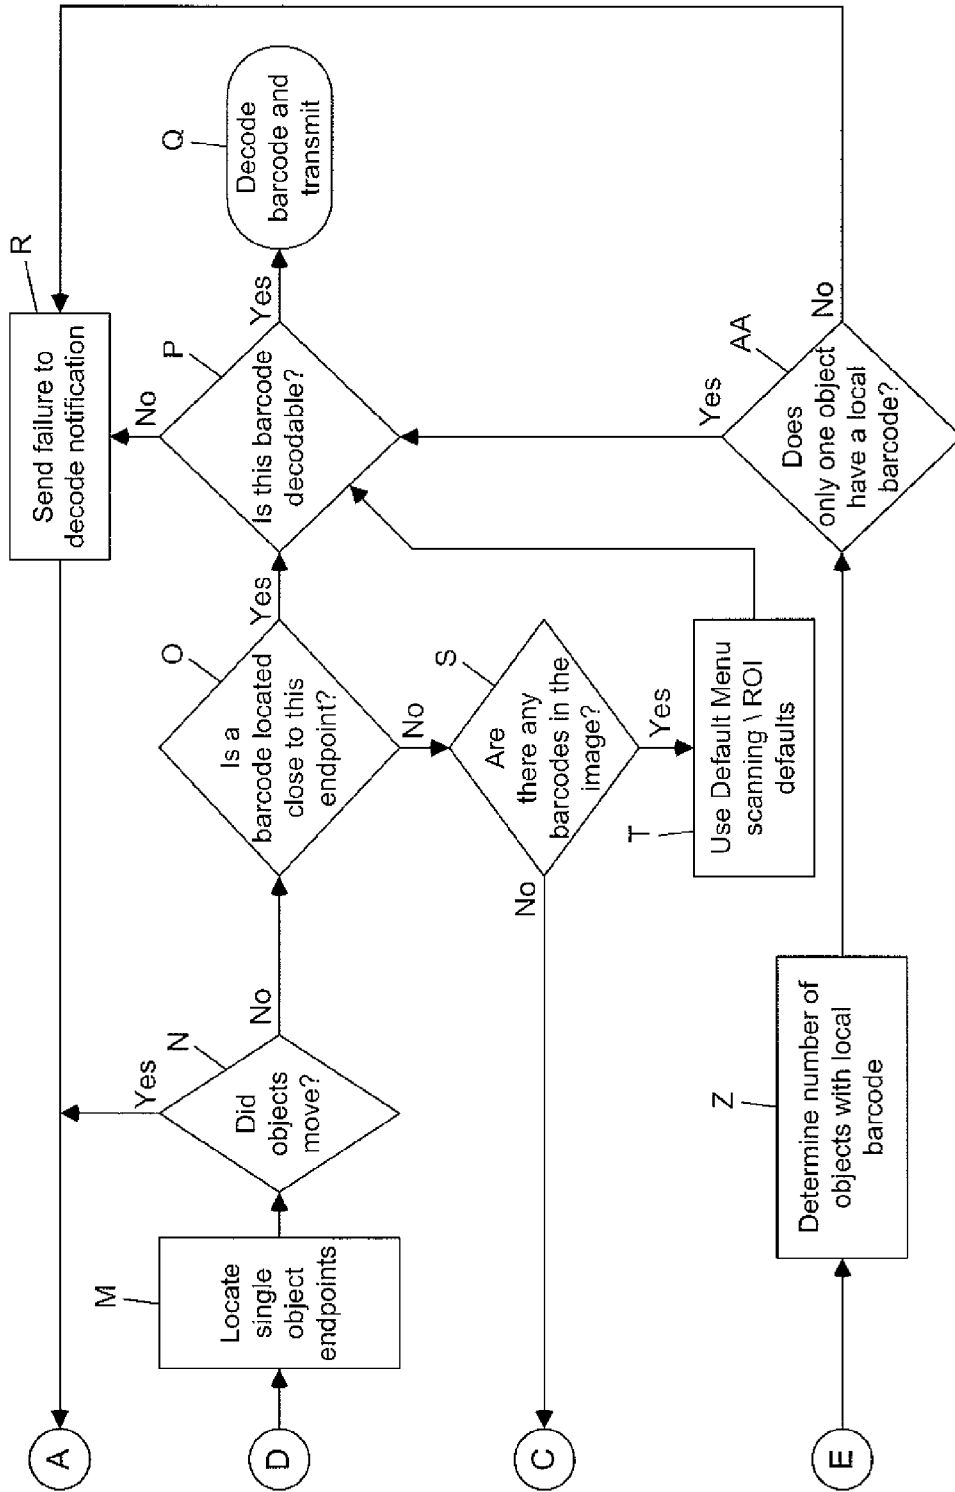 A
R
Send failure to
decode notification
D
M
Locate
single
object
endpoints
Yes
N
Did
objects
move?
No
O
Is a
barcode located
close to this
endpoint?
Yes
No
P
Is this barcode
decodable?
No
Yes
Q
Decode
barcode and
transmit
C
No
S
Are
there any
barcodes in the
image?
Yes
T
Use Default Menu
scanning \ ROI
defaults
E
Z
Determine number of
objects with local
barcode
AA
Does
only one object
have a local
barcode?
Yes
No